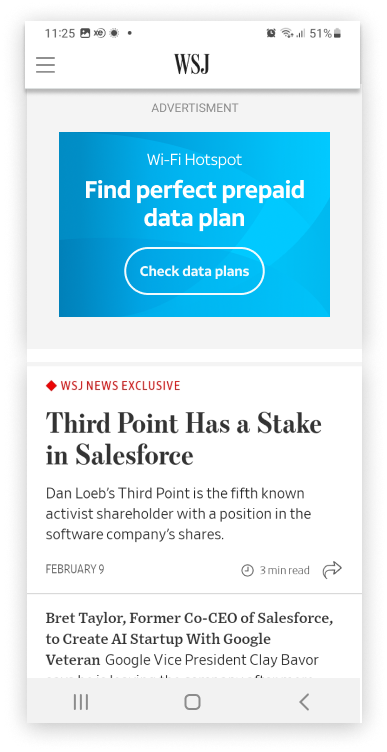 11:25 51%
WSJ
ADVERTISMENT
Wi-Fi Hotspot
Find perfect prepaid
data plan
Check data plans
WSJ NEWS EXCLUSIVE
Third Point Has a Stake
in Salesforce
Dan Loeb's Third Point is the fifth known
activist shareholder with a position in the
software company's shares.
FEBRUARY 9 3 min read
Bret Taylor, Former Co-CEO of Salesforce,
to Create AI Startup With Google
Veteran Google Vice President Clay Bavor